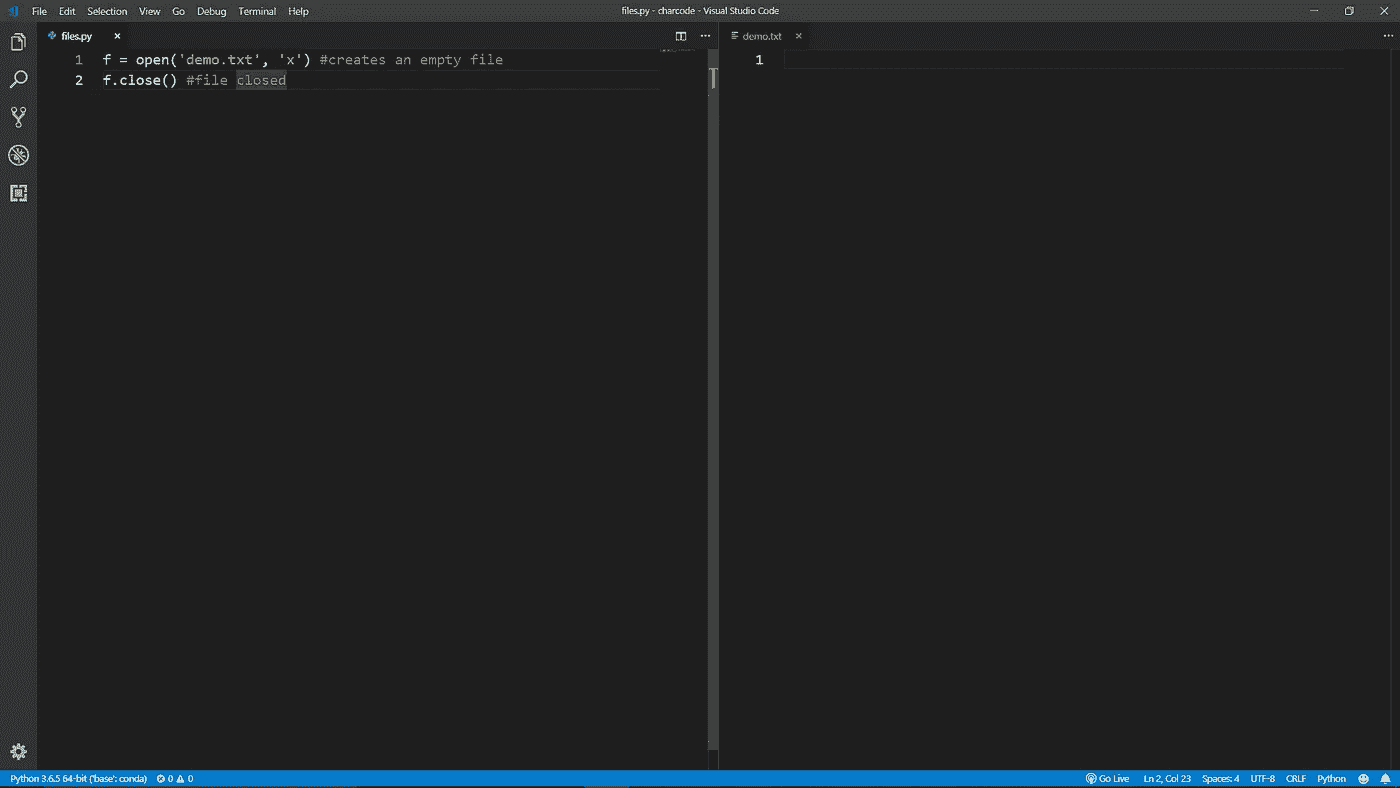 File Edit Selection View Go Debug Terminal Help
files.py - charcode - Visual Studio Code
files.py
demo.txt
1 f = open('demo.txt', 'x') #creates an empty file
2 f.close() #file closed
1
Python 3.6.5 64-bit ('base': conda) 0 0
Go Live Ln 2, Col 23 Spaces: 4 UTF-8 CRLF Python